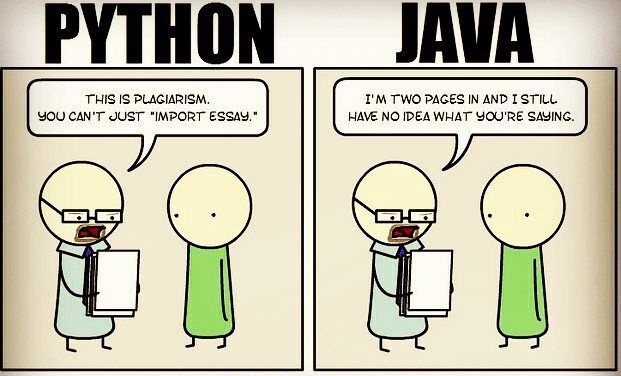 PYTHON
THIS IS PLAGIARISM.
YOU CAN'T JUST "IMPORT ESSAY."
JAVA
I'M TWO PAGES IN AND I STILL
HAVE NO IDEA WHAT YOU'RE SAYING.